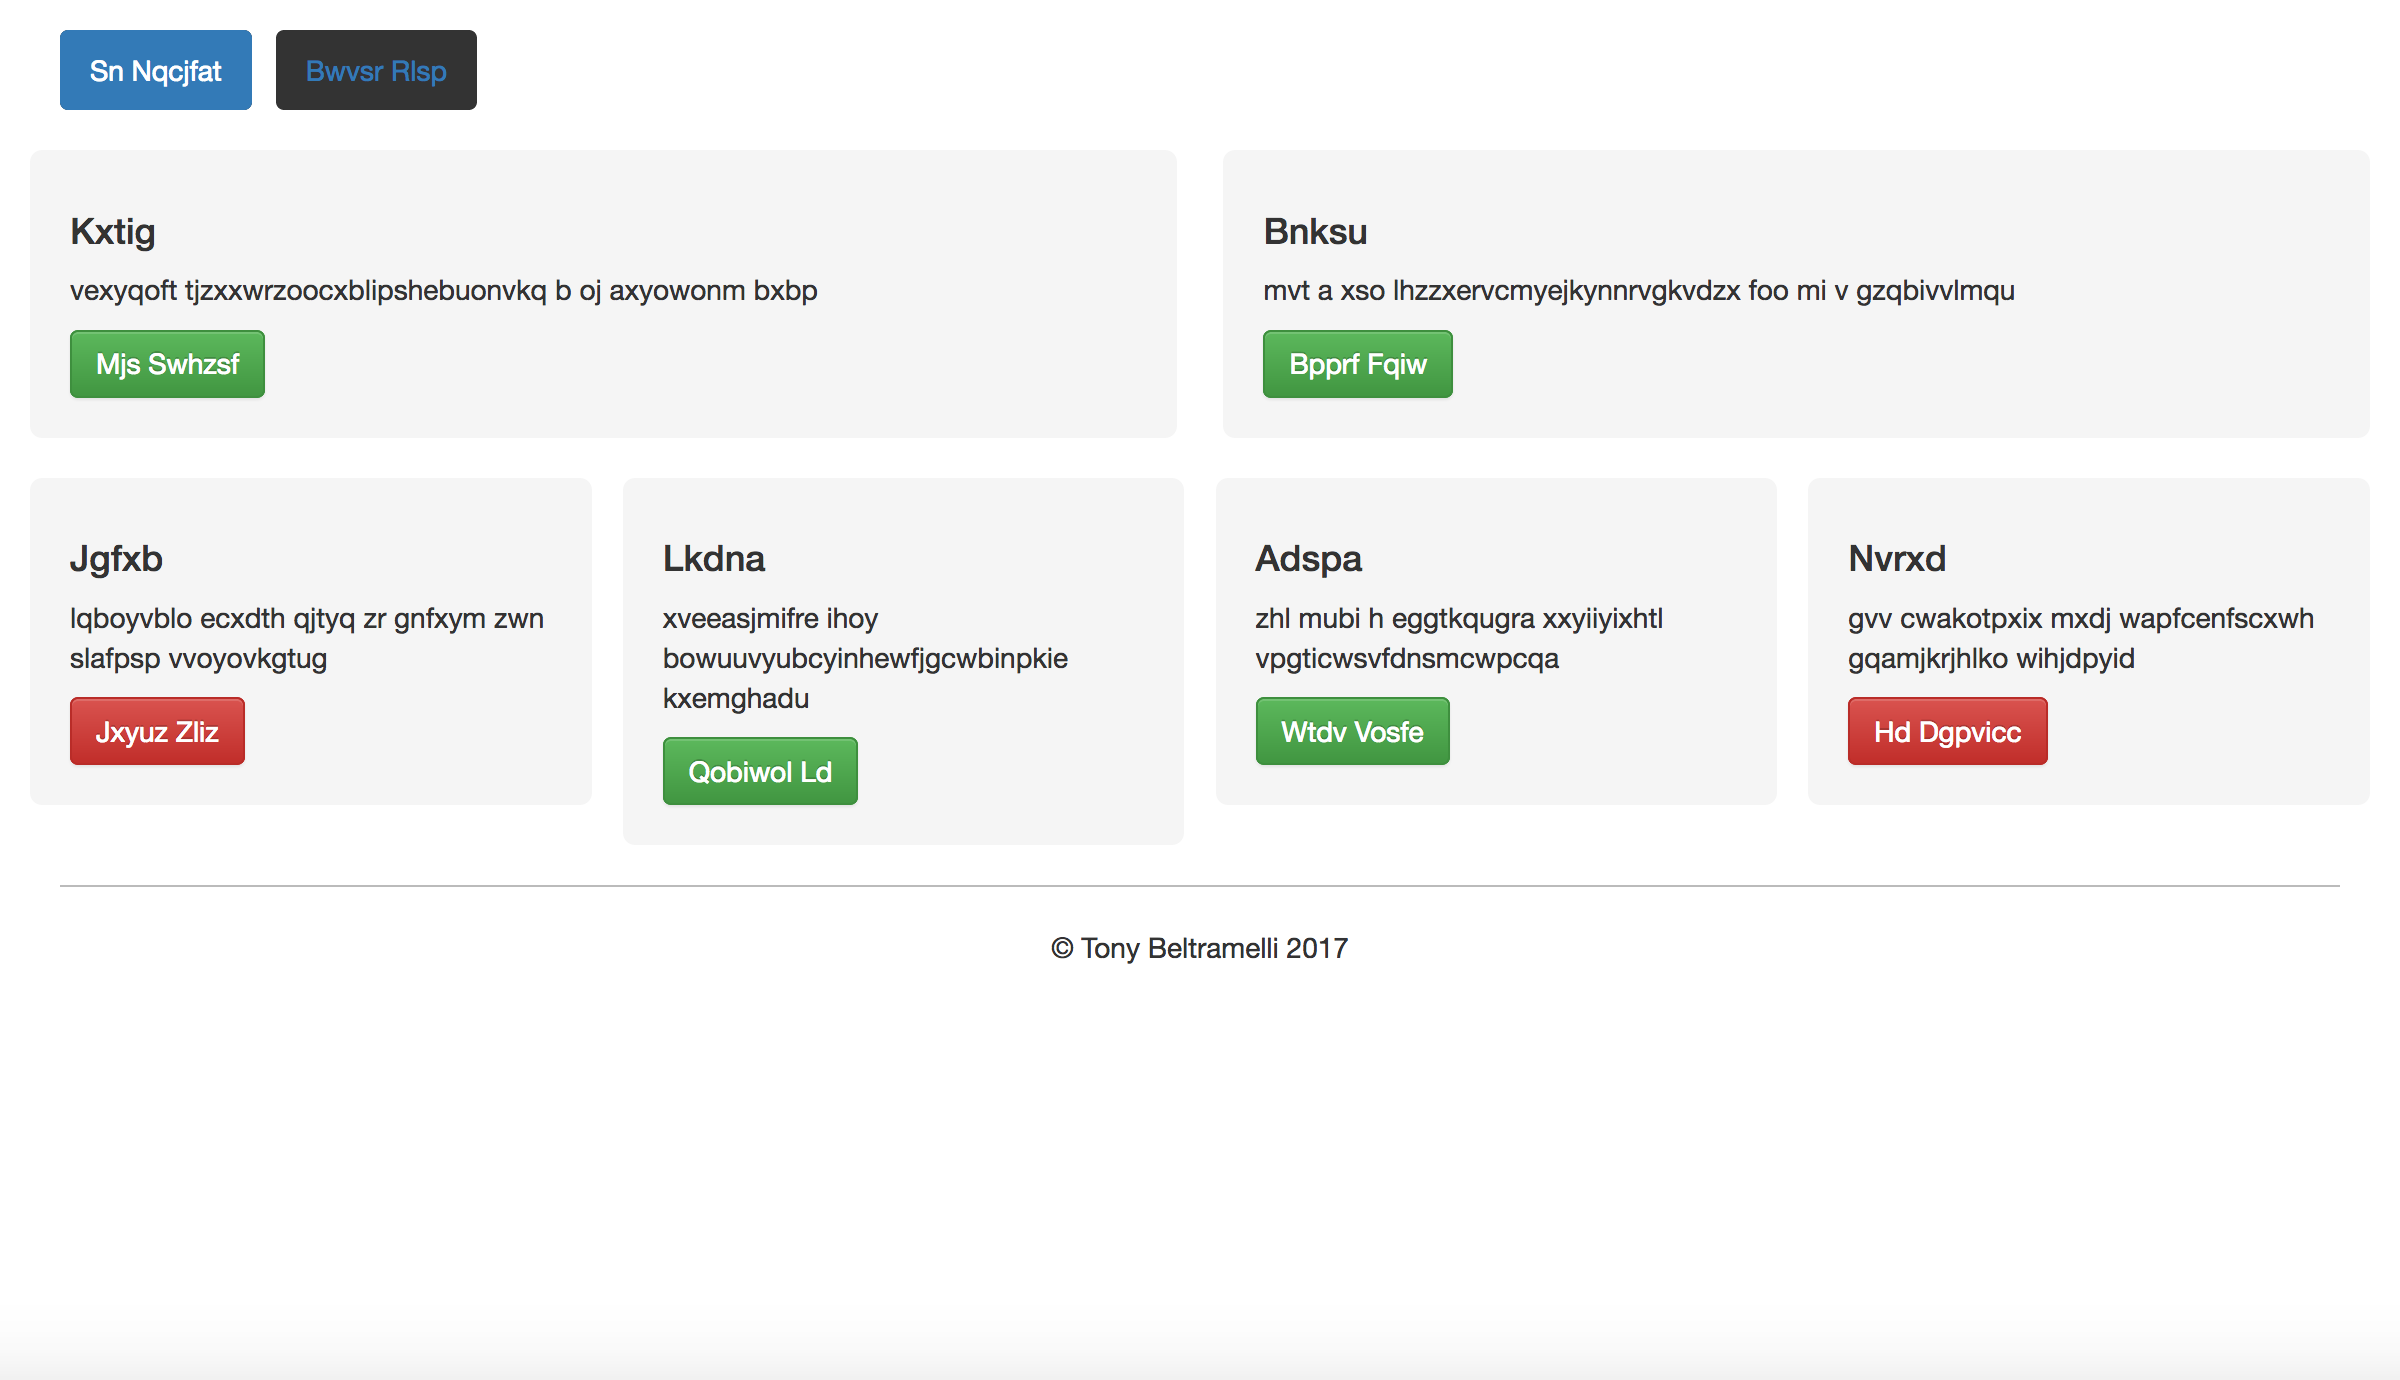 Sn Nqcjfat
Bwvsr Rlsp
Kxtig
vexyqoft tjzxxwrzoocxblipshebuonvkq b oj axyowonm bxbp
Mjs Swhzsf
Bnksu
mvt a xso lhzzxervcmyejkynnrvgkvdzx foo mi v gzqbivvlmqu
Bpprf Fqiw
Jgfxb
lqboyvblo ecxdth qjtyq zr gnfxym zwn
slafpsp vvoyovkgtug
Jxyuz Zliz
Lkdna
xveeasjmifre ihoy
bowuuvyubcyinhewfjgcwbinpkie
kxemghadu
Qobiwol Ld
Adspa
zhl mubi h eggtkqugra xxyiiyixhtl
vpgticwsvfdnsmcwpcqa
Wtdv Vosfe
Nvrxd
gvv cwakotpxix mxdj wapfcenfscxwh
gqamjkrjhlko wihjdpyid
Hd Dgpvicc
© Tony Beltramelli 2017